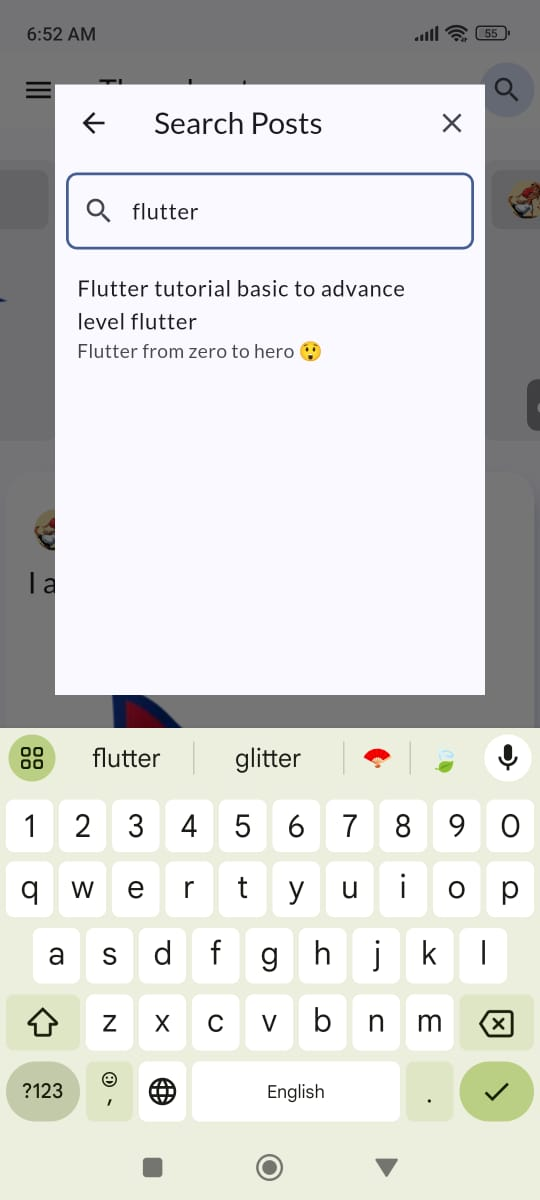 6:52 AM
55
Search Posts
flutter
Flutter tutorial basic to advance
level flutter
Flutter from zero to hero 😲
I a
flutter glitter
1 2 3 4 5 6 7 8 9 0
q w e r t y u i o p
a s d f g h j k l
z x c v b n m
?123 , English .